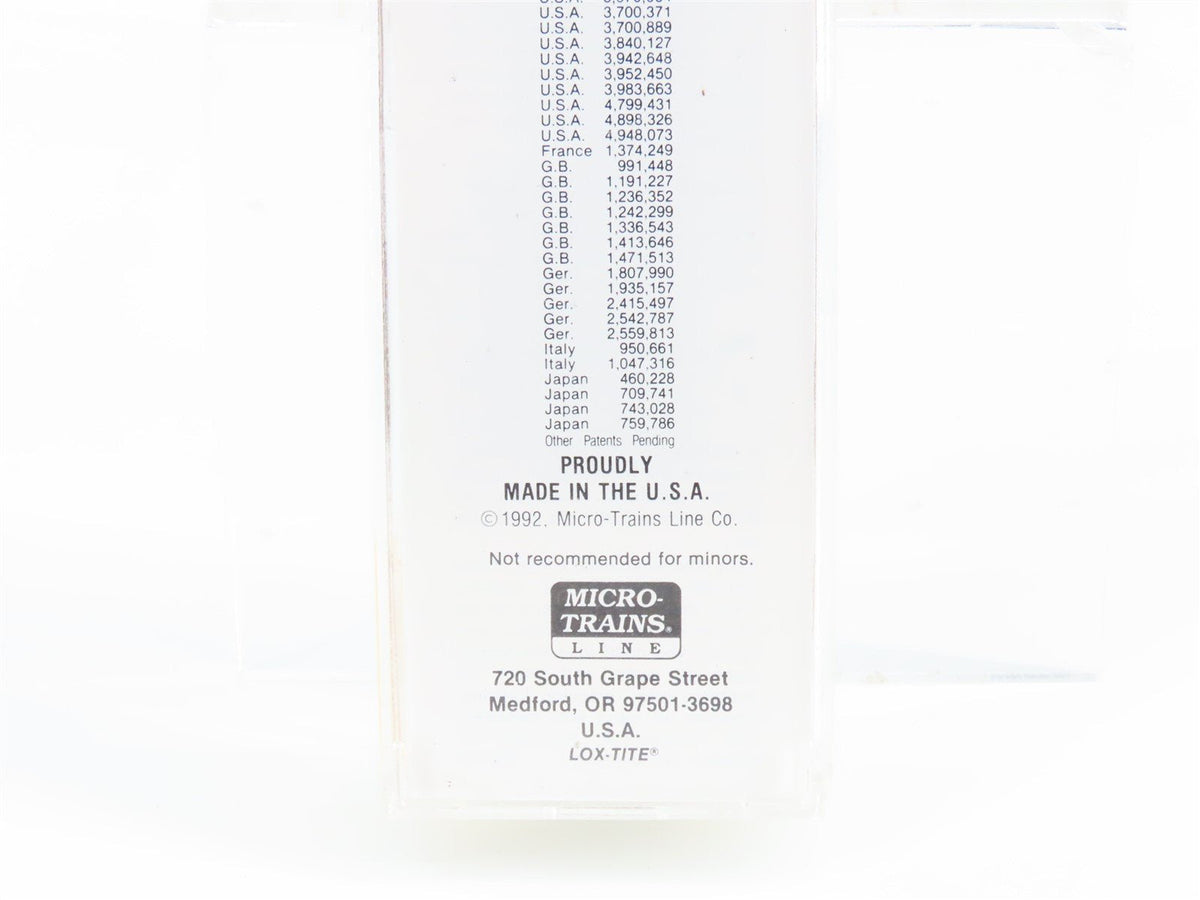 U.S.A. 3,700,371
U.S.A. 3,700,889
U.S.A. 3,840,127
U.S.A. 3,942,648
U.S.A. 3,952,450
U.S.A. 3,983,663
U.S.A. 4,799,431
U.S.A. 4,898,326
U.S.A. 4,948,073
France 1,374,249
G.B. 991,448
G.B. 1,191,227
G.B. 1,236,352
G.B. 1,242,299
G.B. 1,336,543
G.B. 1,413,646
G.B. 1,471,513
Ger. 1,807,990
Ger. 1,935,157
Ger. 2,415,497
Ger. 2,542,787
Ger. 2,559,813
Italy 950,661
Italy 1,047,316
Japan 460,228
Japan 709,741
Japan 743,028
Japan 759,786
Other Patents Pending
PROUDLY
MADE IN THE U.S.A.
©1992, Micro-Trains Line Co.
Not recommended for minors.
MICRO-
TRAINS®
LINE
720 South Grape Street
Medford, OR 97501-3698
U.S.A.
LOX-TITE®